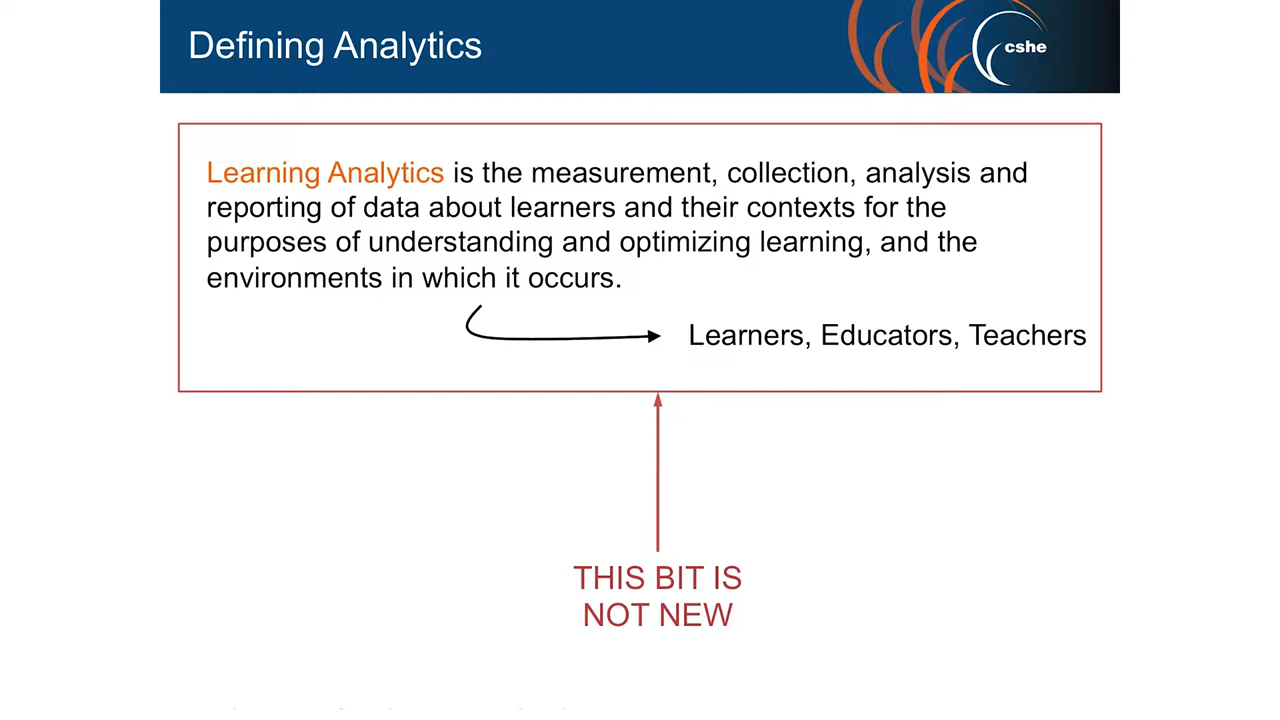 Defining Analytics
cshe
Learning Analytics is the measurement, collection, analysis and
reporting of data about learners and their contexts for the
purposes of understanding and optimizing learning, and the
environments in which it occurs.
Learners, Educators, Teachers
THIS BIT IS
NOT NEW